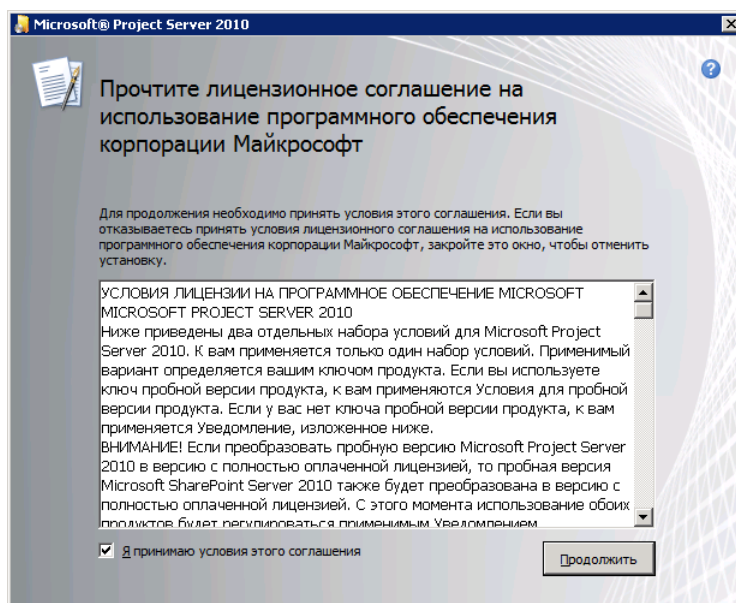 Microsoft® Project Server 2010
Прочтите лицензионное соглашение на
использование программного обеспечения
корпорации Майкрософт
Для продолжения необходимо принять условия этого соглашения. Если вы
отказываетесь принять условия лицензионного соглашения на использование
программного обеспечения корпорации Майкрософт, закройте это окно, чтобы отменить
установку.
УСЛОВИЯ ЛИЦЕНЗИИ НА ПРОГРАММНОЕ ОБЕСПЕЧЕНИЕ MICROSOFT
MICROSOFT PROJECT SERVER 2010
Ниже приведены два отдельных набора условий для Microsoft Project
Server 2010. К вам применяется только один набор условий. Применимый
вариант определяется вашим ключом продукта. Если вы используете
ключ пробной версии продукта, к вам применяются Условия для пробной
версии продукта. Если у вас нет ключа пробной версии продукта, к вам
применяется Уведомление, изложенное ниже.
ВНИМАНИЕ! Если преобразовать пробную версию Microsoft Project Server
2010 в версию с полностью оплаченной лицензией, то пробная версия
Microsoft SharePoint Server 2010 также будет преобразована в версию с
полностью оплаченной лицензией. С этого момента использование обоих
продуктов будет регулироваться применимым Уведомлением
Я принимаю условия этого соглашения
Продолжить